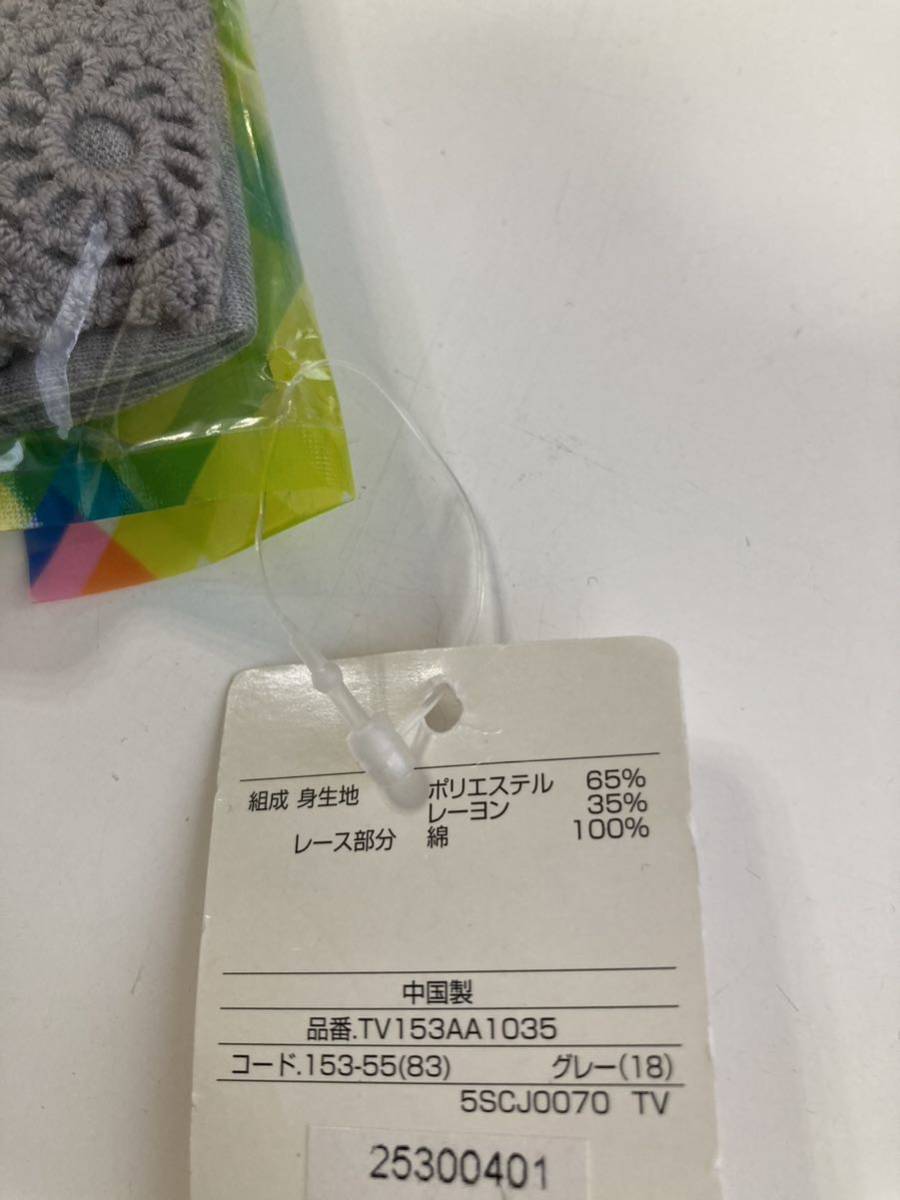 組成 身生地 ポリエステル 65%
レーヨン 35%
レース部分 綿 100%
中国製
品番.TV153AA1035
コード.153-55(83) グレー(18)
5SCJ0070 TV
25300401